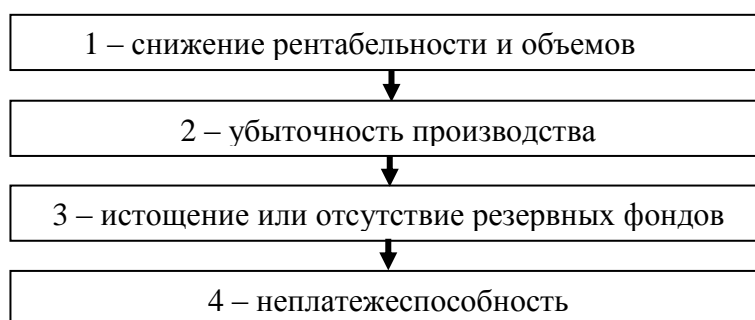 1 – снижение рентабельности и объемов
2 – убыточность производства
3 – истощение или отсутствие резервных фондов
4 – неплатежеспособность